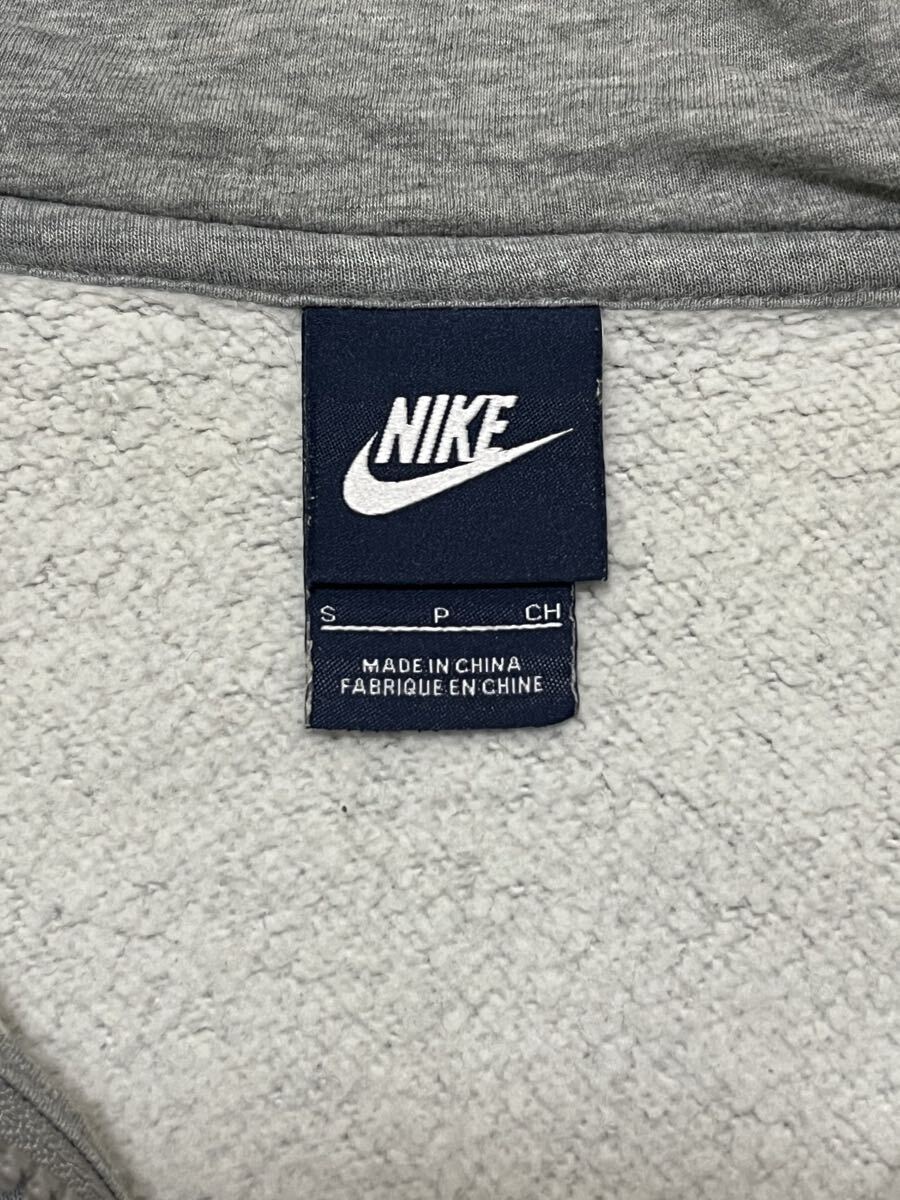 NIKE
S P CH
MADE IN CHINA
FABRIQUE EN CHINE